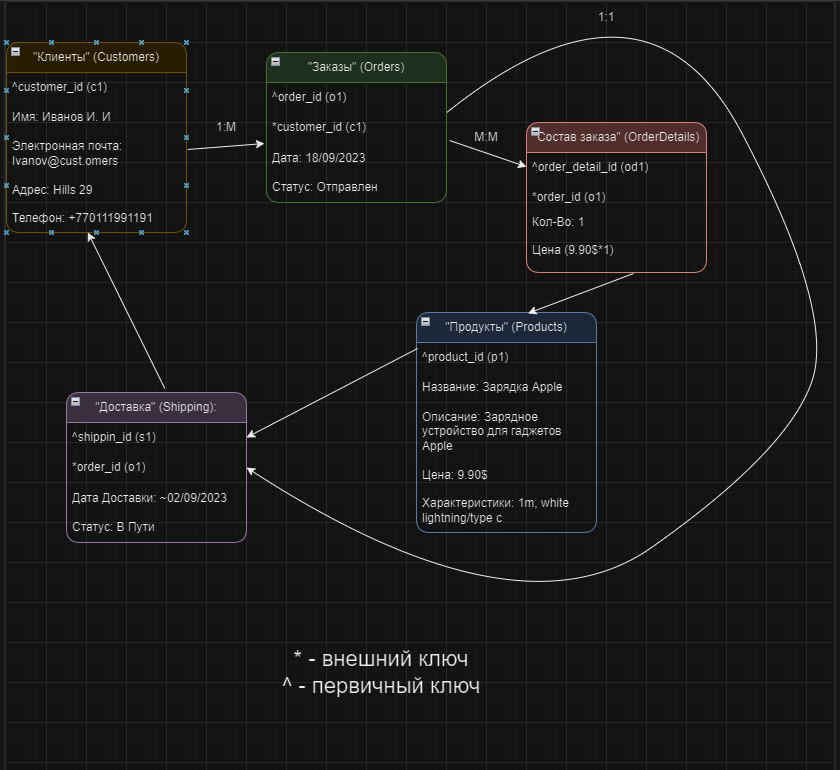 1:1
"Клиенты" (Customers)
^customer_id (c1)
Имя: Иванов И. И
Электронная почта:
Ivanov@cust.omers
Адрес: Hills 29
Телефон: +770111991191
1:M
"Заказы" (Orders)
^order_id (o1)
*customer_id (c1)
Дата: 18/09/2023
Статус: Отправлен
M:M
"Состав заказа" (OrderDetails)
^order_detail_id (od1)
*order_id (o1)
Кол-Во: 1
Цена (9.90$*1)
"Продукты" (Products)
^product_id (p1)
Название: Зарядка Apple
Описание: Зарядное
устройство для гаджетов
Apple
Цена: 9.90$
Характеристики: 1m, white
lightning/type c
"Доставка" (Shipping):
^shippin_id (s1)
*order_id (o1)
Дата Доставки: ~02/09/2023
Статус: В Пути
* - внешний ключ
^ - первичный ключ